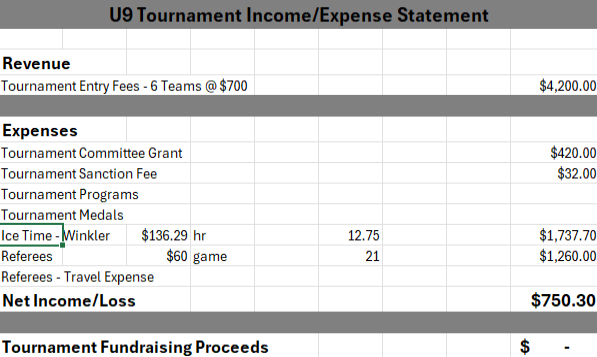 U9 Tournament Income/Expense Statement
Revenue
Tournament Entry Fees - 6 Teams @ $700 $4,200.00
Expenses
Tournament Committee Grant $420.00
Tournament Sanction Fee $32.00
Tournament Programs
Tournament Medals
Ice Time - Winkler $136.29 hr 12.75 $1,737.70
Referees $60 game 21 $1,260.00
Referees - Travel Expense
Net Income/Loss $750.30
Tournament Fundraising Proceeds $ -